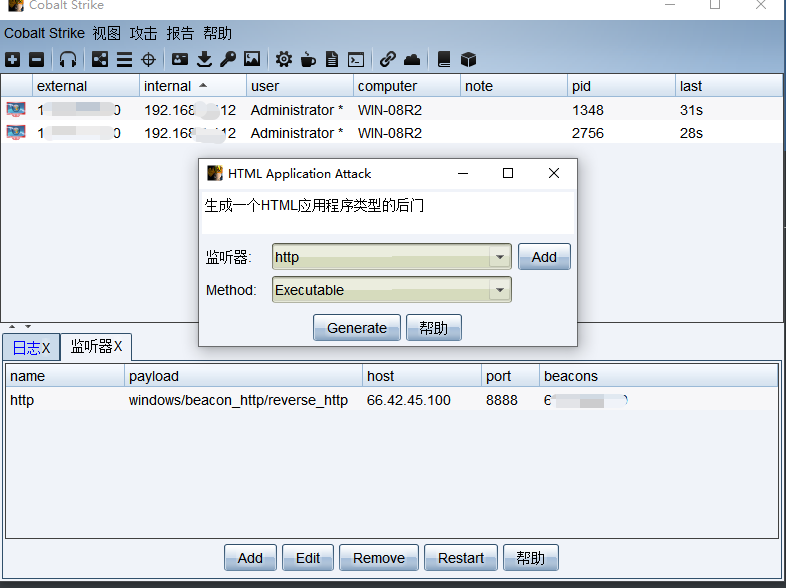 Cobalt Strike
Cobalt Strike 视图 攻击 报告 帮助
external internal user computer note pid last
1 0 192.168 12 Administrator * WIN-08R2 1348 31s
1 0 192.168 12 Administrator * WIN-08R2 2756 28s
HTML Application Attack
生成一个HTML应用程序类型的后门
监听器: http Add
Method: Executable
Generate 帮助
日志X 监听器X
name payload host port beacons
http windows/beacon_http/reverse_http 66.42.45.100 8888 6
Add Edit Remove Restart 帮助